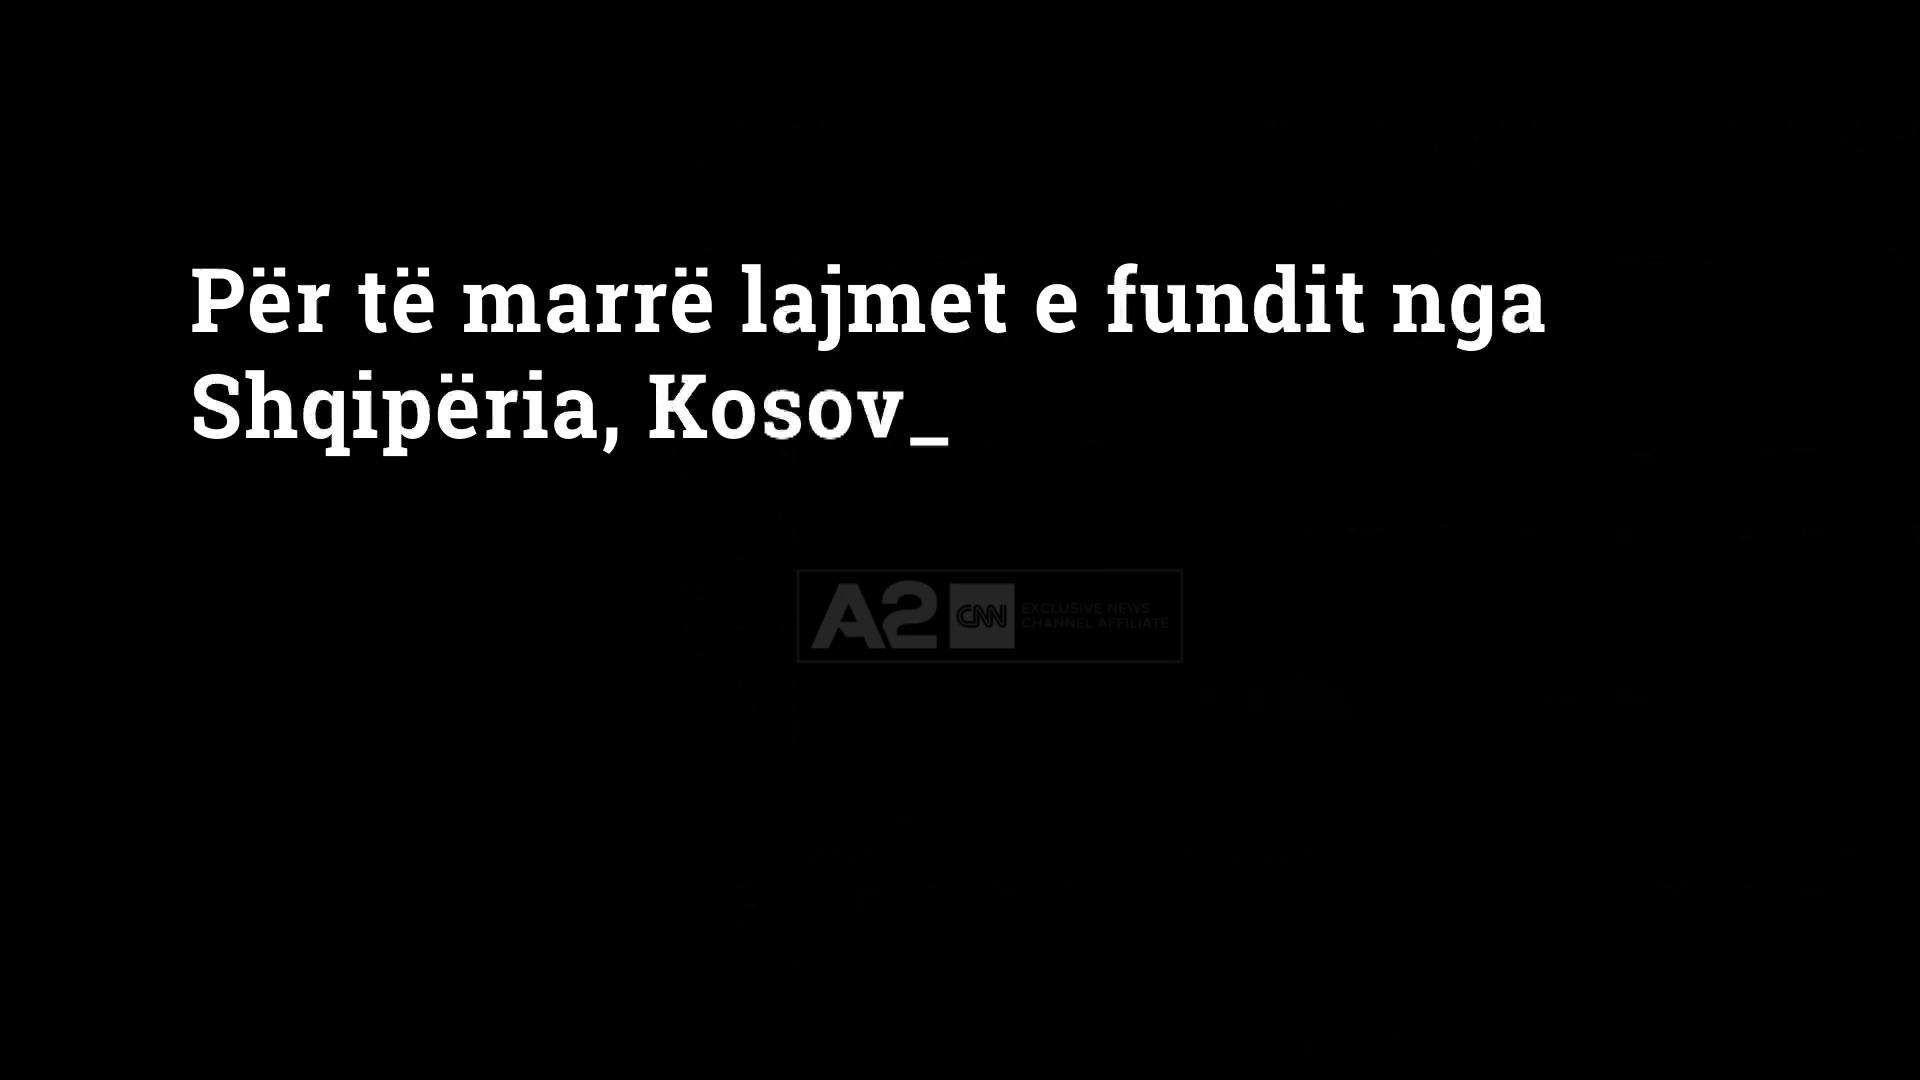 Për të marrë lajmet e fundit nga
Shqipëria, Kosov_
A2 CNN EXCLUSIVE NEWS
CHANNEL AFFILIATE